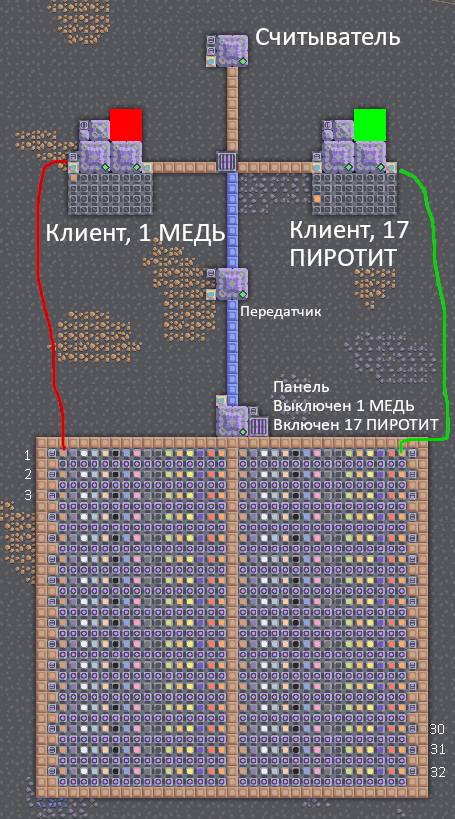 Считыватель
Клиент, 1 МЕДЬ
Клиент, 17
ПИРОТИТ
Передатчик
Панель
Выключен 1 МЕДЬ
Включен 17 ПИРОТИТ
1
2
3
30
31
32